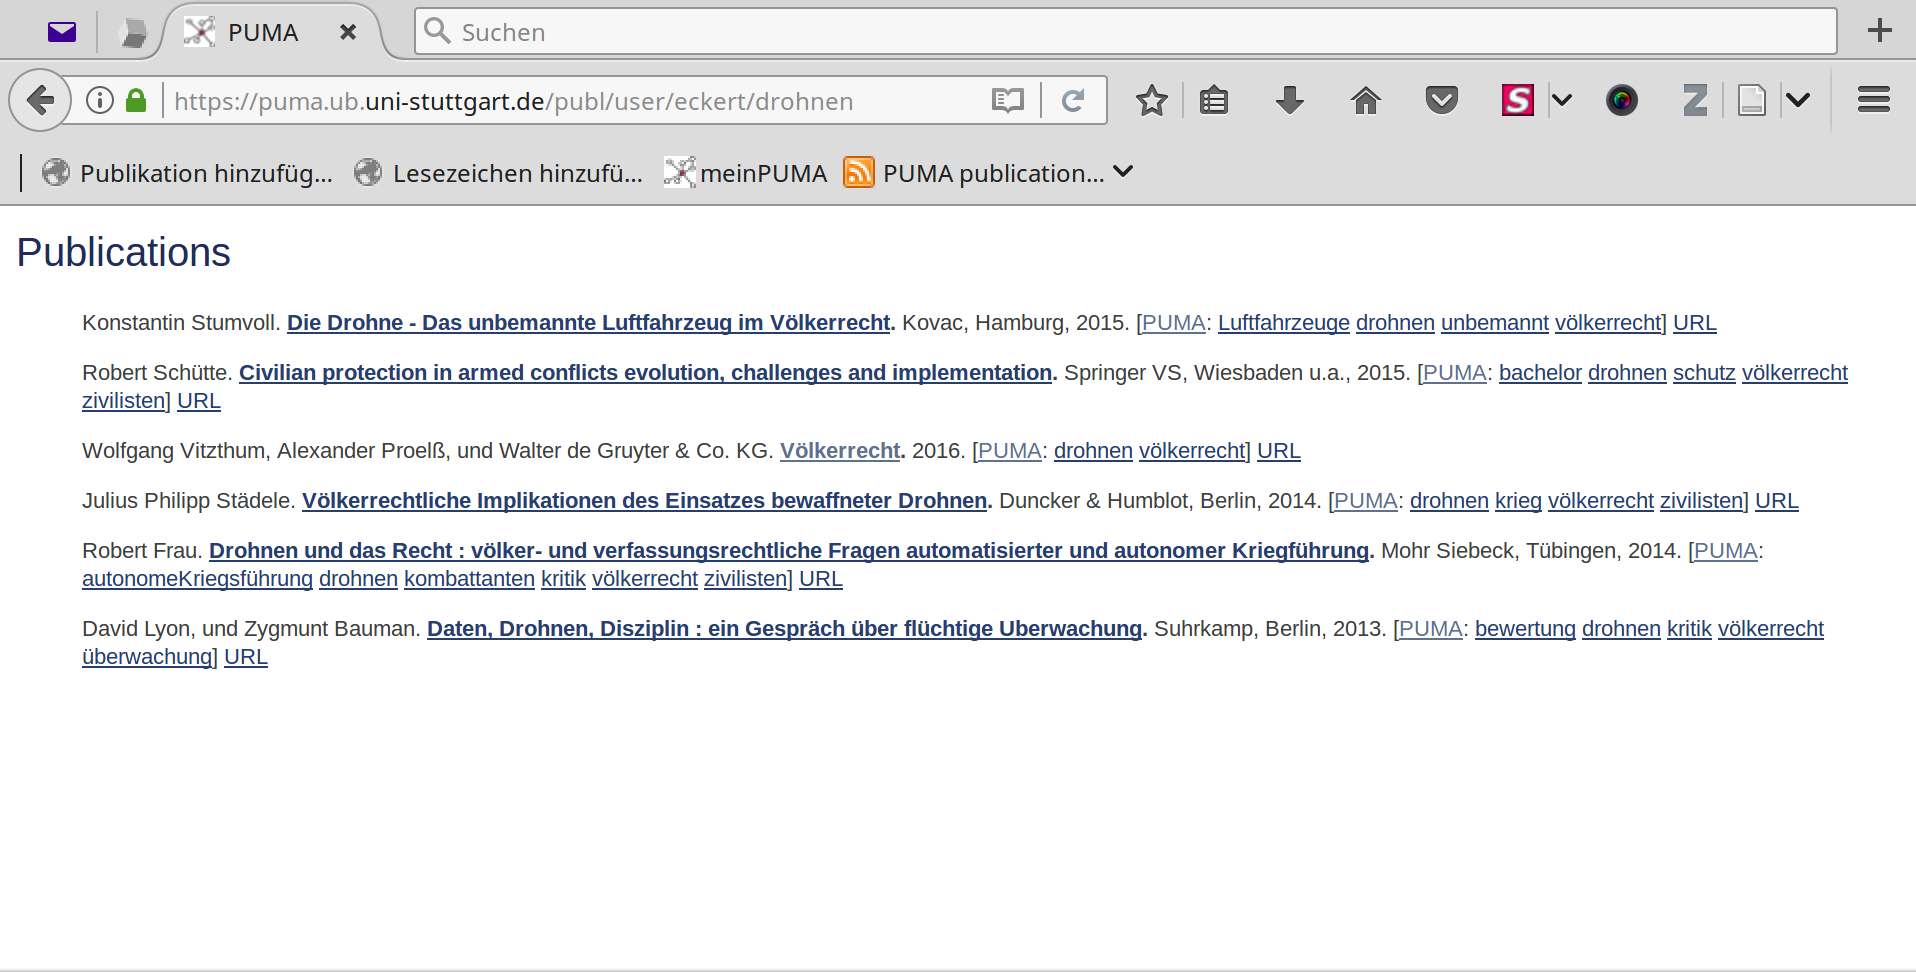 PUMA
Suchen
https://puma.ub.uni-stuttgart.de/publ/user/eckert/drohnen
Publikation hinzufüg... Lesezeichen hinzufü... meinPUMA PUMA publication...
Publications
Konstantin Stumvoll. Die Drohne - Das unbemannte Luftfahrzeug im Völkerrecht. Kovac, Hamburg, 2015. [PUMA: Luftfahrzeuge drohnen unbemannt völkerrecht] URL
Robert Schütte. Civilian protection in armed conflicts evolution, challenges and implementation. Springer VS, Wiesbaden u.a., 2015. [PUMA: bachelor drohnen schutz völkerrecht
zivilisten] URL
Wolfgang Vitzthum, Alexander Proelß, und Walter de Gruyter & Co. KG. Völkerrecht. 2016. [PUMA: drohnen völkerrecht] URL
Julius Philipp Städele. Völkerrechtliche Implikationen des Einsatzes bewaffneter Drohnen. Duncker & Humblot, Berlin, 2014. [PUMA: drohnen krieg völkerrecht zivilisten] URL
Robert Frau. Drohnen und das Recht : völker- und verfassungsrechtliche Fragen automatisierter und autonomer Kriegführung. Mohr Siebeck, Tübingen, 2014. [PUMA:
autonomeKriegsführung drohnen kombattanten kritik völkerrecht zivilisten] URL
David Lyon, und Zygmunt Bauman. Daten, Drohnen, Disziplin : ein Gespräch über flüchtige Uberwachung. Suhrkamp, Berlin, 2013. [PUMA: bewertung drohnen kritik völkerrecht
überwachung] URL